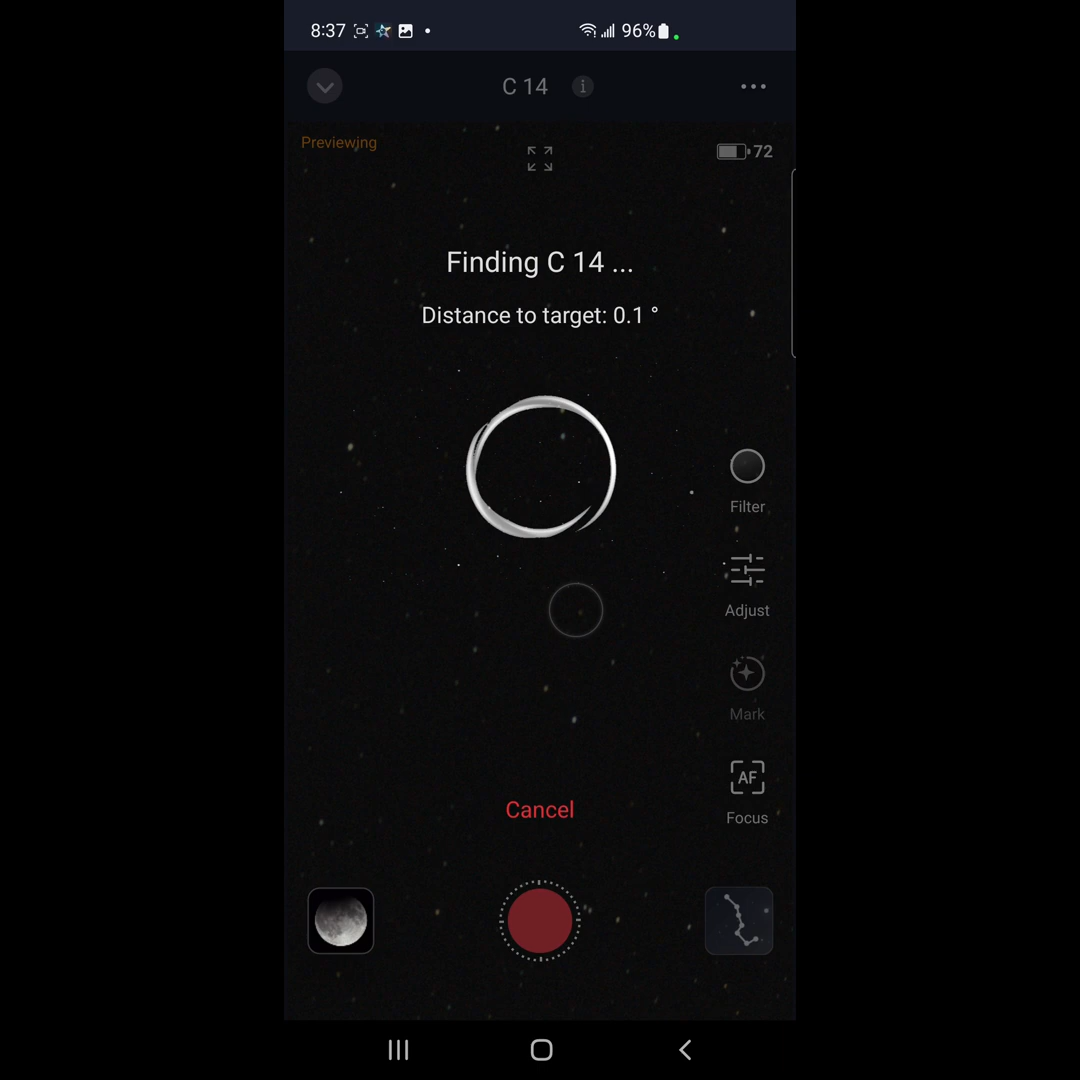 8:37 96%
C 14 i
Previewing
72
Finding C 14 ...
Distance to target: 0.1 °
Filter
Adjust
Mark
AF
Focus
Cancel